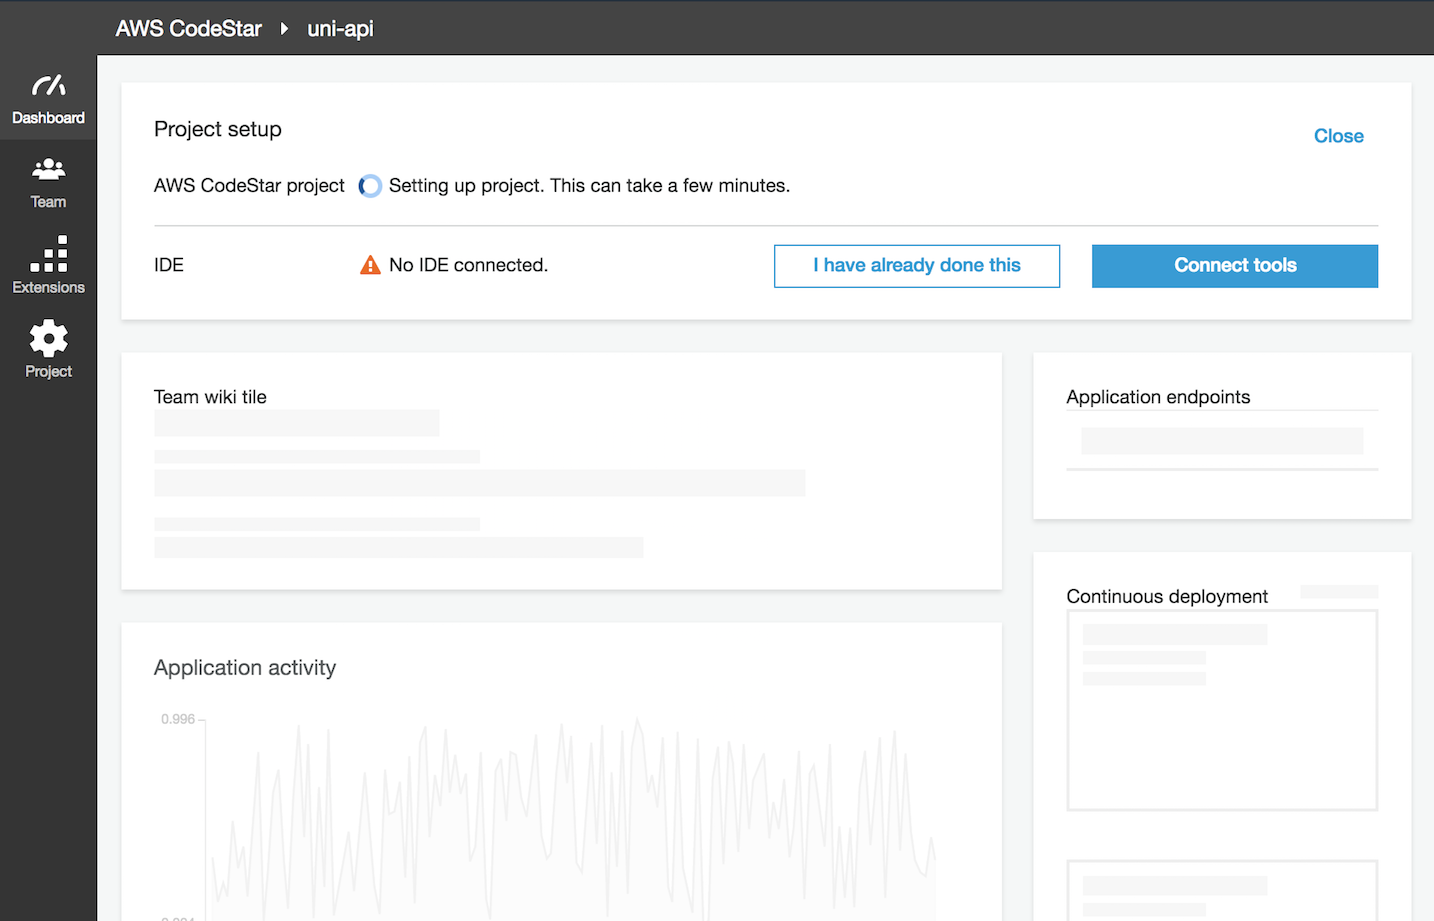 AWS CodeStar uni-api
Dashboard
Team
Extensions
Project
Project setup
Close
AWS CodeStar project Setting up project. This can take a few minutes.
IDE No IDE connected. I have already done this Connect tools
Team wiki tile
Application endpoints
Continuous deployment
Application activity
0.996